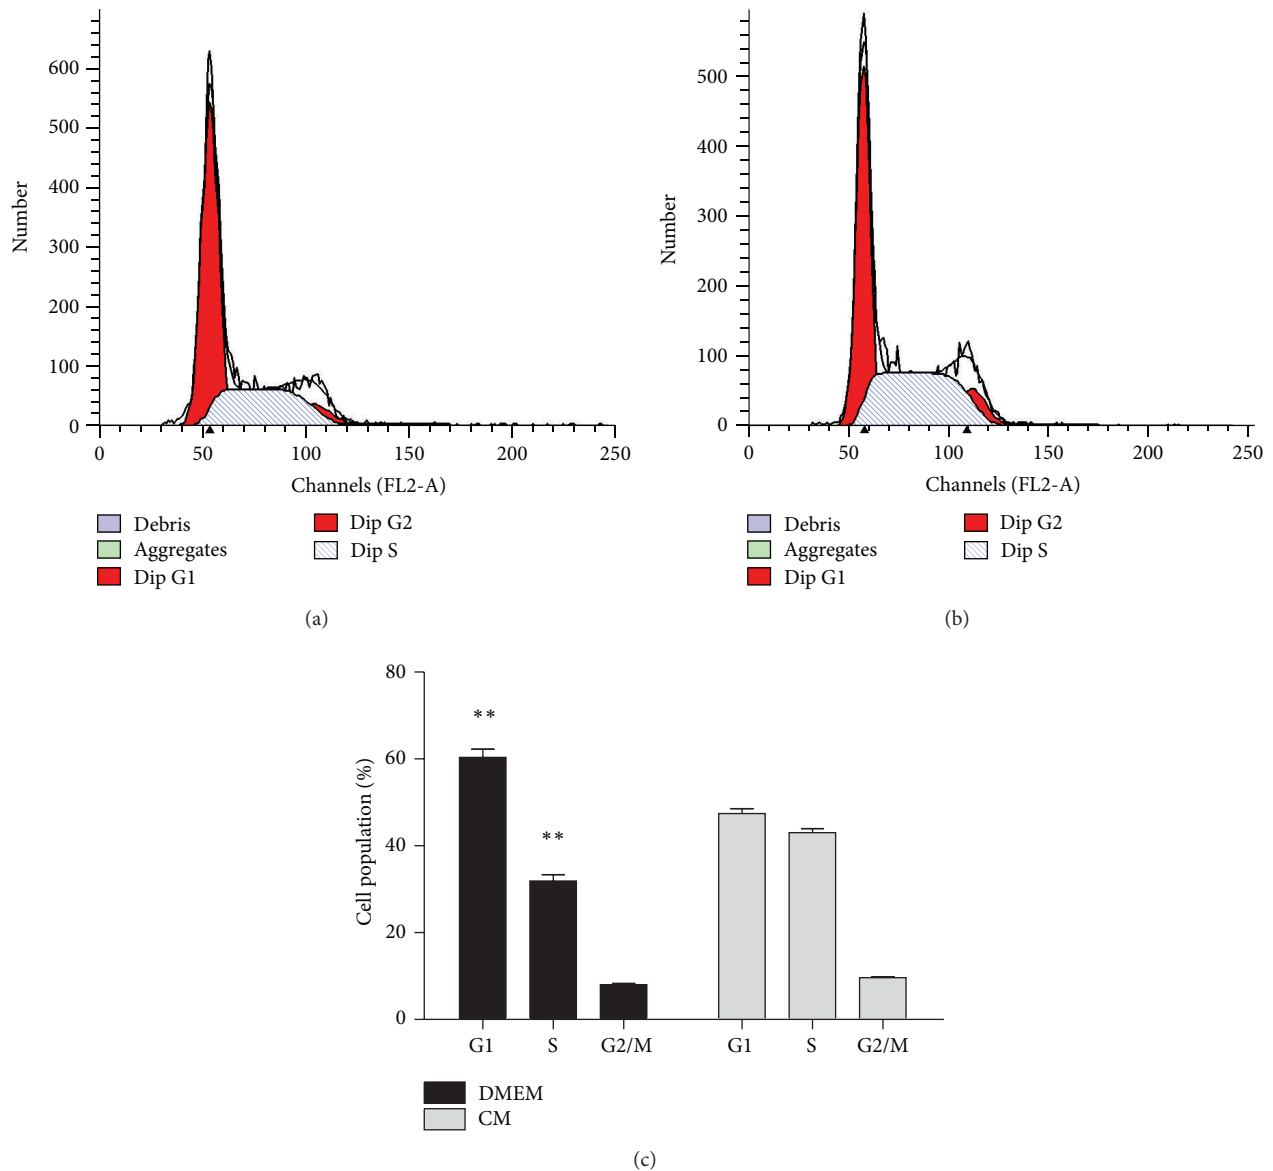 600
500
400
300
200
100
0
Number
0 50 100 150 200 250
Channels (FL2-A)
Debris
Aggregates
Dip G1
Dip G2
Dip S
(a)
500
400
300
200
100
0
Number
0 50 100 150 200 250
Channels (FL2-A)
Debris
Aggregates
Dip G1
Dip G2
Dip S
(b)
80
60
40
20
0
Cell population (%)
**
**
G1 S G2/M G1 S G2/M
DMEM
CM
(c)